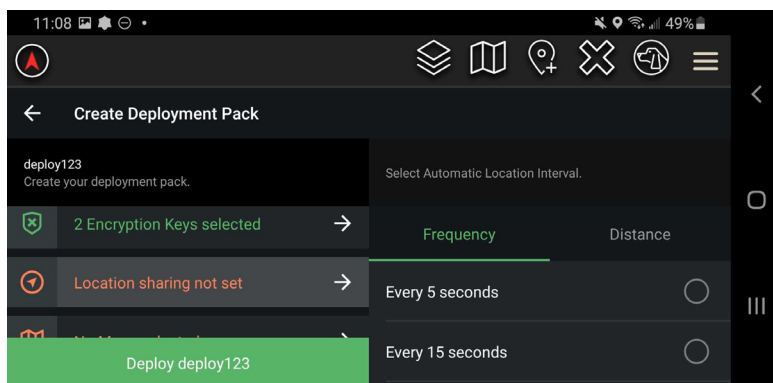 11:08 49%
Create Deployment Pack
deploy123
Create your deployment pack.
Select Automatic Location Interval.
2 Encryption Keys selected
Frequency Distance
Location sharing not set
Every 5 seconds
Every 15 seconds
Deploy deploy123